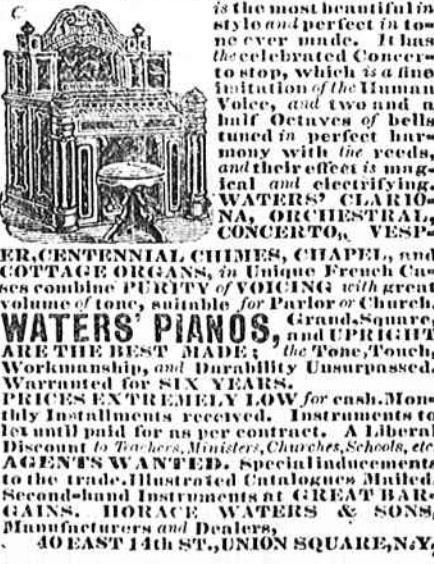 is the most beautiful in
style and perfect in to-
ne ever made. It has
the celebrated Concer-
to stop, which is a fine
imitation of the Human
Voice, and two and a
half Octaves of bells
tuned in perfect har-
mony with the reeds,
and their effect is mag-
ical and electrifying.
WATERS' CLARIO-
NA, ORCHESTRAL,
CONCERTO,, VESP-
ER, CENTENNIAL CHIMES, CHAPEL, and
COTTAGE ORGANS, in Unique French Ca-
ses combine PURITY of VOICING with great
volume of tone, suitable for Parlor or Church.
WATERS' PIANOS, Grand, Square,
and UPRIGHT
ARE THE BEST MADE; the Tone, Touch,
Workmanship, and Durability Unsurpassed.
Warranted for SIX YEARS.
PRICES EXTREMELY LOW for cash. Mon-
thly Installments received. Instruments to
let until paid for as per contract. A Liberal
Discount to Teachers, Ministers, Churches, Schools, etc
AGENTS WANTED. Special inducements
to the trade. Illustrated Catalogues Mailed.
Second-hand Instruments at GREAT BAR-
GAINS. HORACE WATERS & SONS,
Manufacturers and Dealers,
40 EAST 14th ST., UNION SQUARE, N.Y.